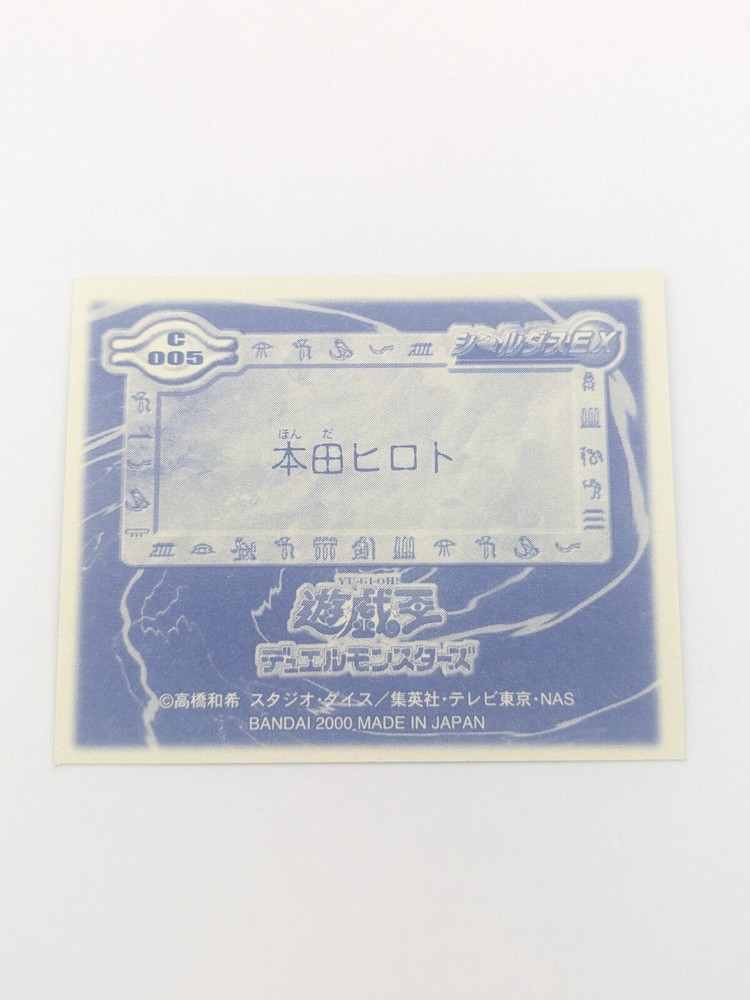 C
005
シールダスEX
ほんだ
本田ヒロト
YU-GI-OH!
遊戯王
デュエルモンスターズ
©高橋和希 スタジオ・ダイス／集英社・テレビ東京・NAS
BANDAI 2000 MADE IN JAPAN